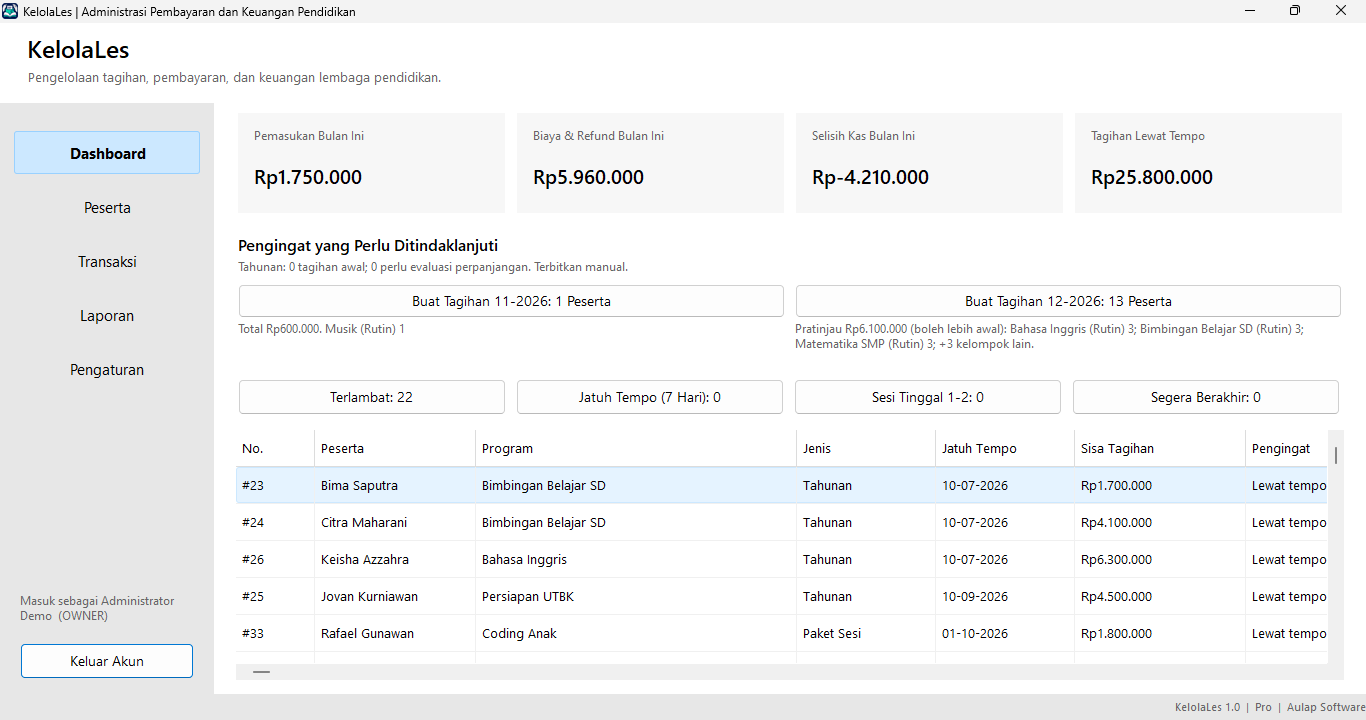 KelolaLes | Administrasi Pembayaran dan Keuangan Pendidikan
KelolaLes
Pengelolaan tagihan, pembayaran, dan keuangan lembaga pendidikan.
Dashboard
Peserta
Transaksi
Laporan
Pengaturan
Masuk sebagai Administrator
Demo (OWNER)
Keluar Akun
Pemasukan Bulan Ini
Rp1.750.000
Biaya & Refund Bulan Ini
Rp5.960.000
Selisih Kas Bulan Ini
Rp-4.210.000
Tagihan Lewat Tempo
Rp25.800.000
Pengingat yang Perlu Ditindaklanjuti
Tahunan: 0 tagihan awal; 0 perlu evaluasi perpanjangan. Terbitkan manual.
Buat Tagihan 11-2026: 1 Peserta
Total Rp600.000. Musik (Rutin) 1
Buat Tagihan 12-2026: 13 Peserta
Pratinjau Rp6.100.000 (boleh lebih awal): Bahasa Inggris (Rutin) 3; Bimbingan Belajar SD (Rutin) 3;
Matematika SMP (Rutin) 3; +3 kelompok lain.
Terlambat: 22
Jatuh Tempo (7 Hari): 0
Sesi Tinggal 1-2: 0
Segera Berakhir: 0
No. Peserta Program Jenis Jatuh Tempo Sisa Tagihan Pengingat
#23 Bima Saputra Bimbingan Belajar SD Tahunan 10-07-2026 Rp1.700.000 Lewat tempo
#24 Citra Maharani Bimbingan Belajar SD Tahunan 10-07-2026 Rp4.100.000 Lewat tempo
#26 Keisha Azzahra Bahasa Inggris Tahunan 10-07-2026 Rp6.300.000 Lewat tempo
#25 Jovan Kurniawan Persiapan UTBK Tahunan 10-09-2026 Rp4.500.000 Lewat tempo
#33 Rafael Gunawan Coding Anak Paket Sesi 01-10-2026 Rp1.800.000 Lewat tempo
KelolaLes 1.0 | Pro | Aulap Software